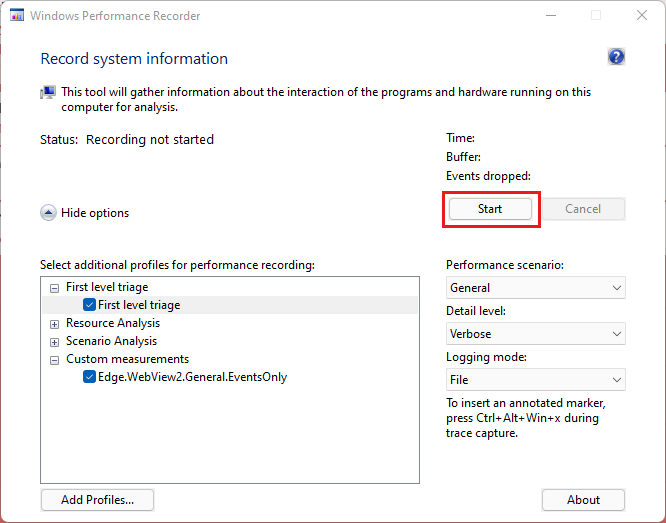 Windows Performance Recorder
Record system information
This tool will gather information about the interaction of the programs and hardware running on this
computer for analysis.
Status: Recording not started
Time:
Buffer:
Events dropped:
Hide options
Start
Cancel
Select additional profiles for performance recording:
First level triage
First level triage
Resource Analysis
Scenario Analysis
Custom measurements
Edge.WebView2.General.EventsOnly
Performance scenario:
General
Detail level:
Verbose
Logging mode:
File
To insert an annotated marker,
press Ctrl+Alt+Win+x during
trace capture.
Add Profiles...
About